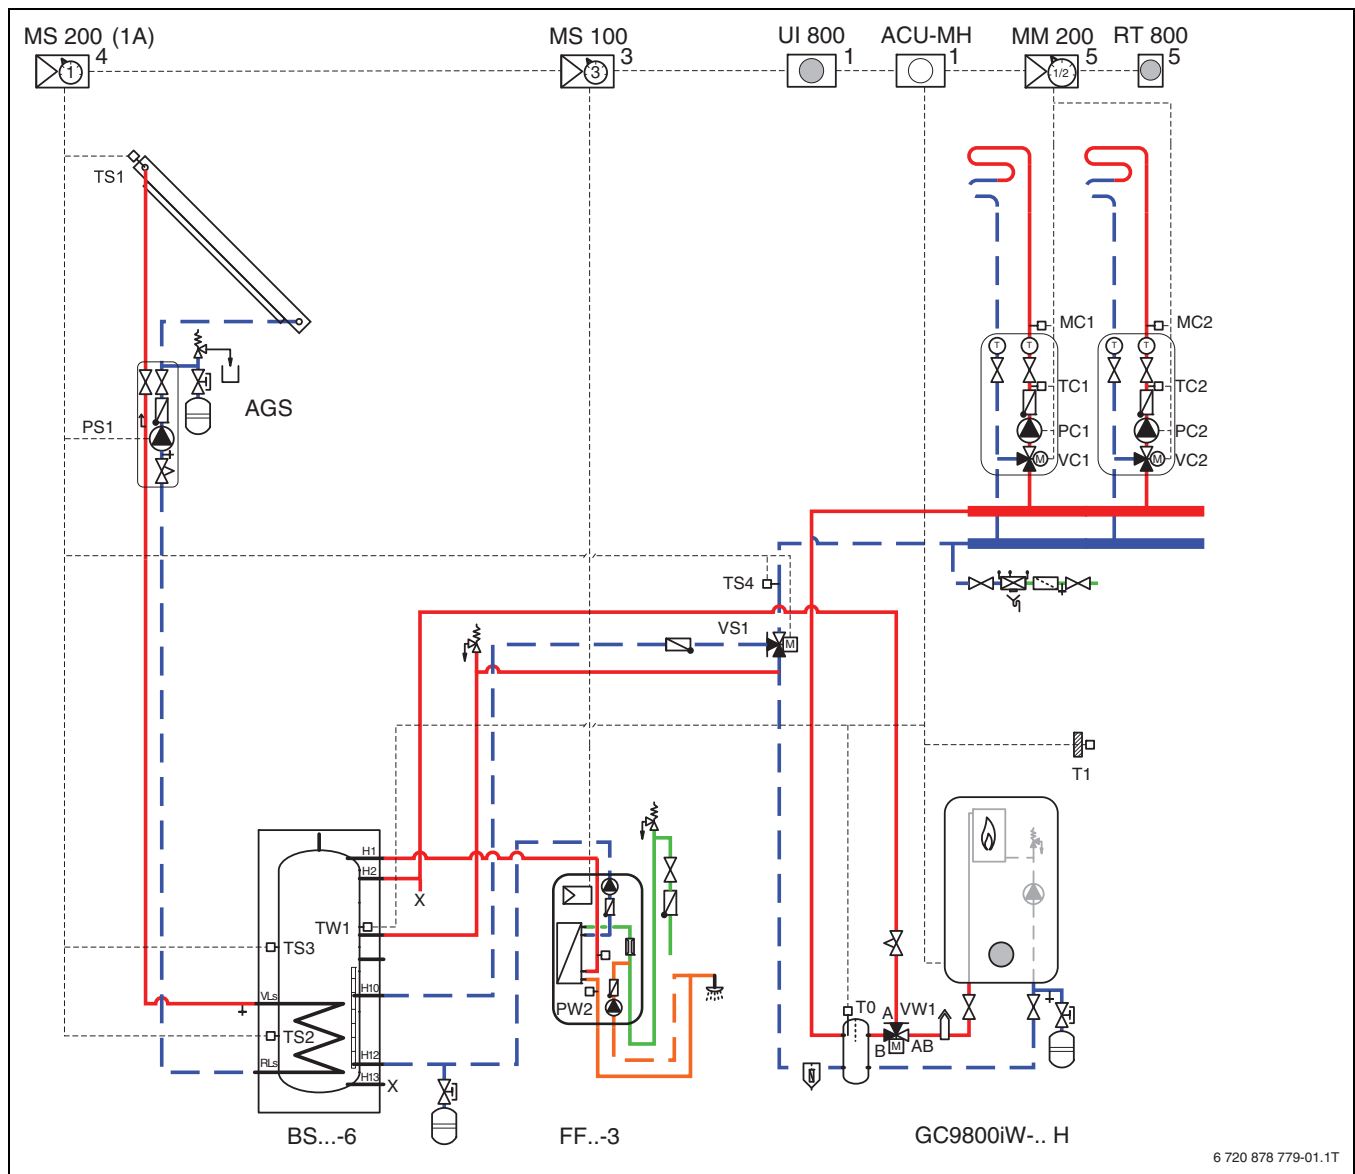 MS 200 (1A)
4
MS 100
3
UI 800
1
ACU-MH
1
MM 200
5
RT 800
5
1
3
1/2
TS1
MC1
MC2
T
T
T
T
TC1
TC2
AGS
PS1
PC1
PC2
M
VC1
M
VC2
TS4
VS1
M
T1
H1
H2
X
TW1
TS3
VLs
H10
PW2
T0
A
VW1
TS2
B
M
AB
RLs
H12
H13
X
BS...-6
FF..-3
GC9800iW-.. H
6 720 878 779-01.1T